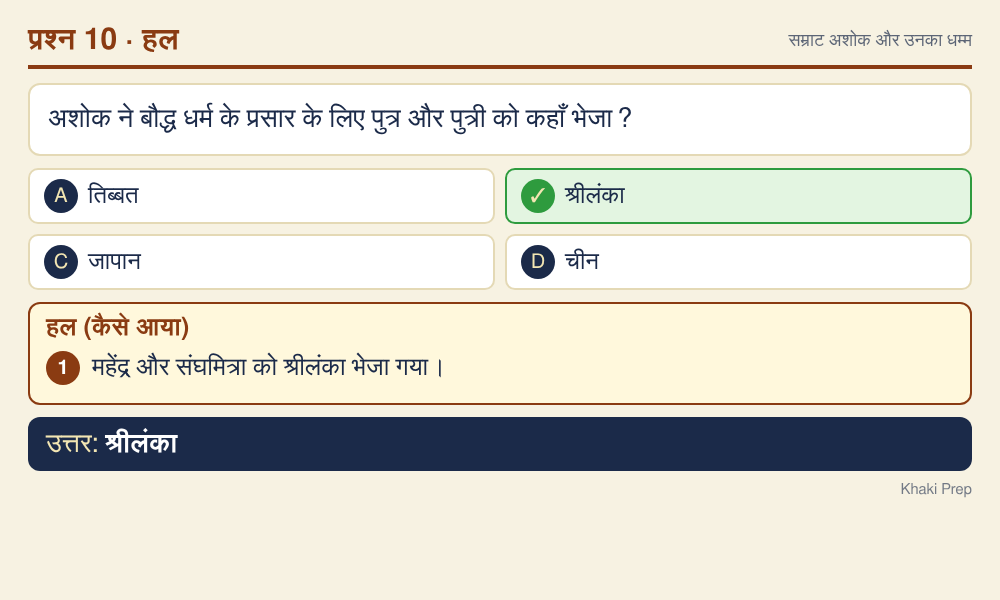 प्रश्न 10 · हल
सम्राट अशोक और उनका धम्म
अशोक ने बौद्ध धर्म के प्रसार के लिए पुत्र और पुत्री को कहाँ भेजा ?
A तिब्बत
✓ श्रीलंका
C जापान
D चीन
हल (कैसे आया)
1 महेंद्र और संघमित्रा को श्रीलंका भेजा गया।
उत्तर: श्रीलंका
Khaki Prep